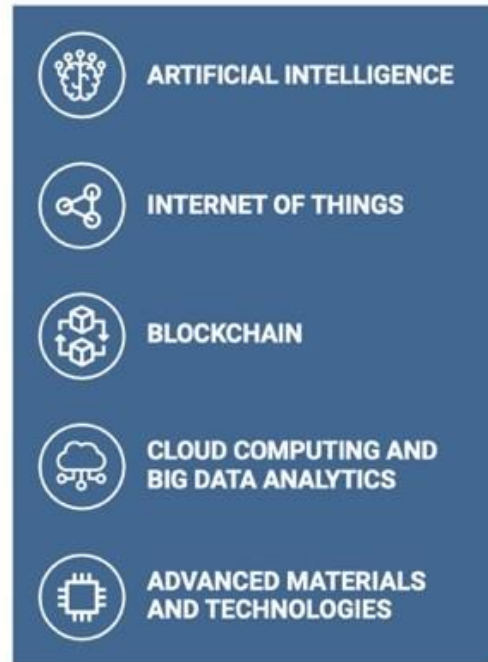 ARTIFICIAL INTELLIGENCE
INTERNET OF THINGS
BLOCKCHAIN
CLOUD COMPUTING AND
BIG DATA ANALYTICS
ADVANCED MATERIALS
AND TECHNOLOGIES